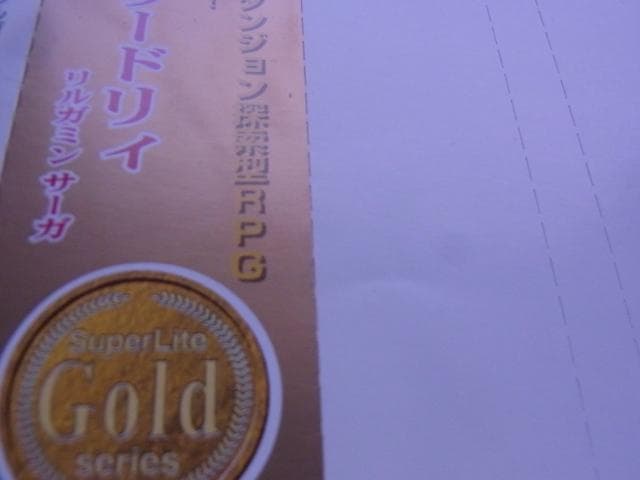 ダンジョン探索型RPG
ードリィ
リルガミン サーガ
SuperLite
Gold
series